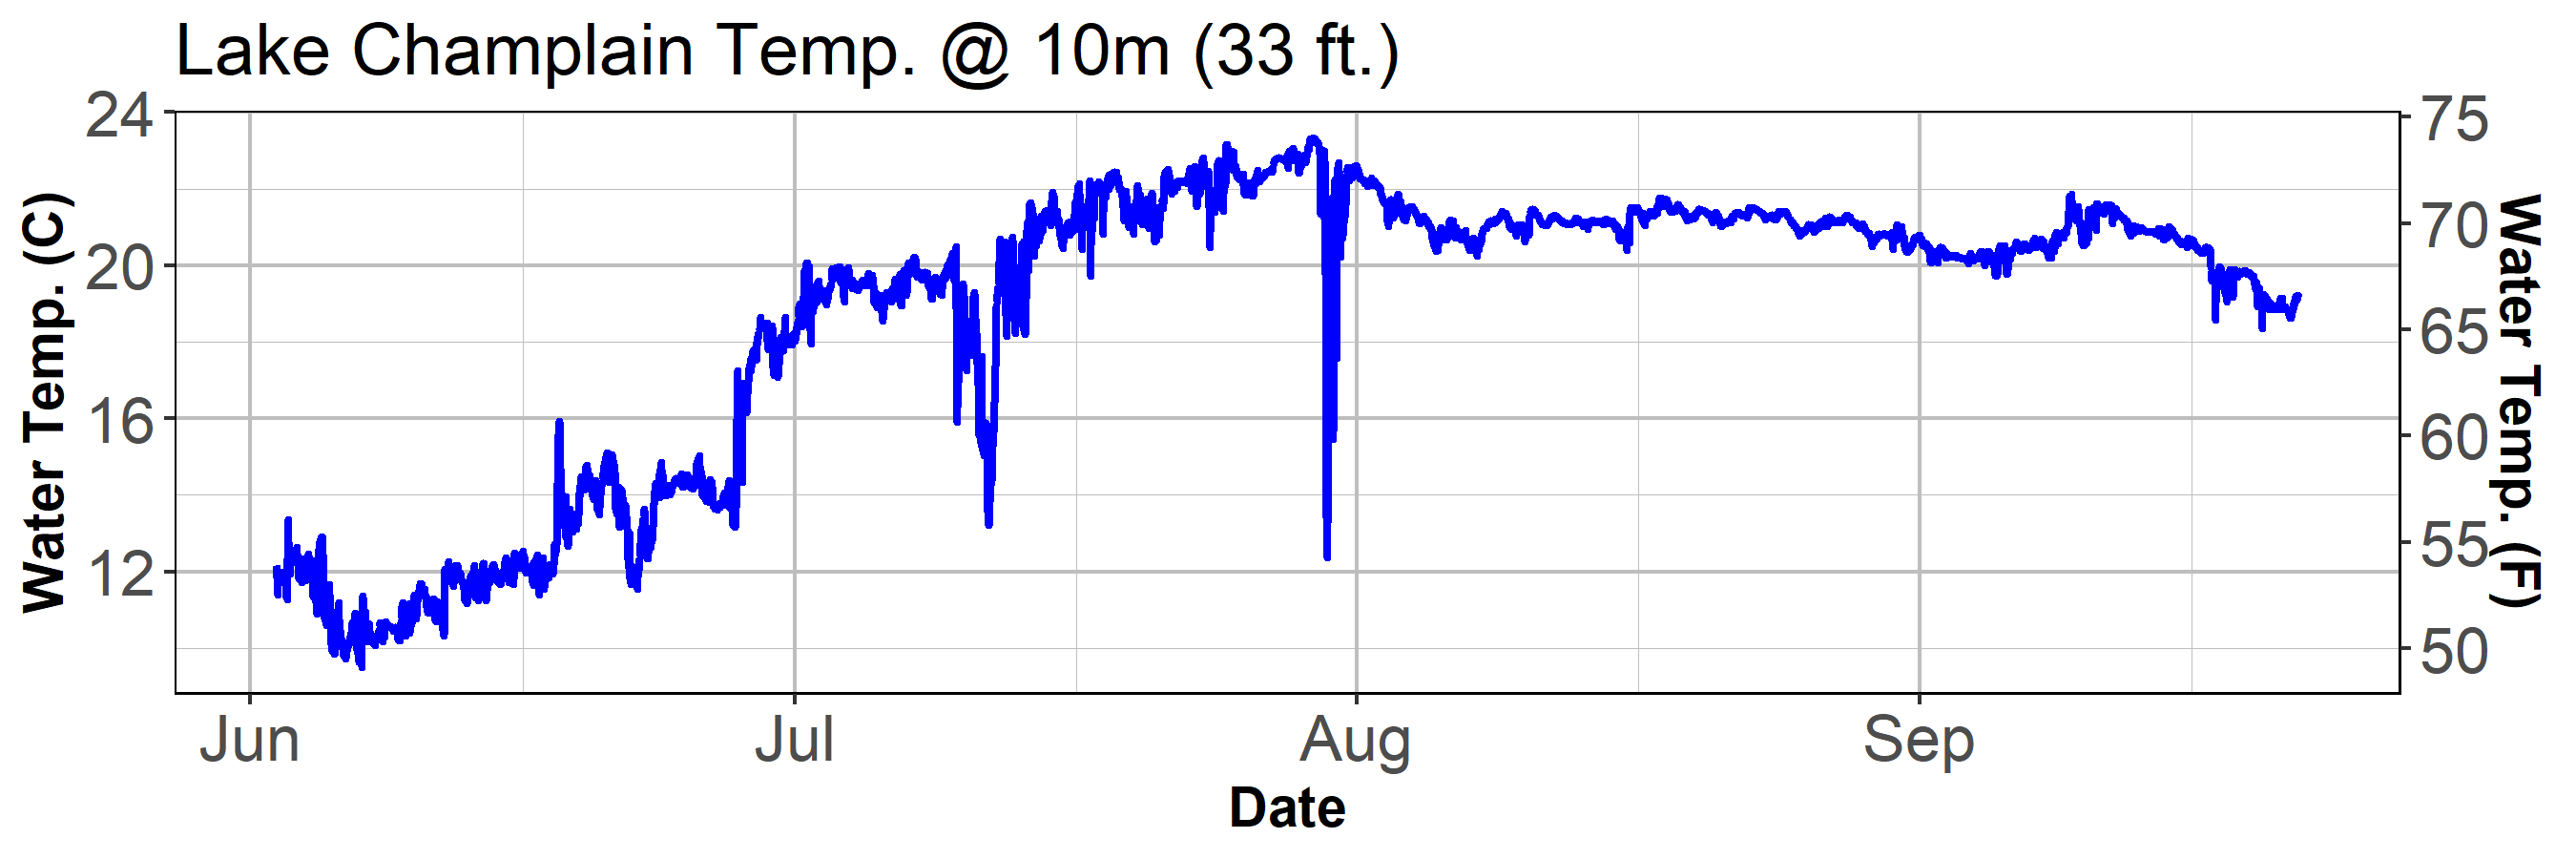 Lake Champlain Temp. @ 10m (33 ft.)
Water Temp. (C)
24
20
16
12
75
70
65
60
55
50
Water Temp. (F)
Jun
Jul
Aug
Sep
Date